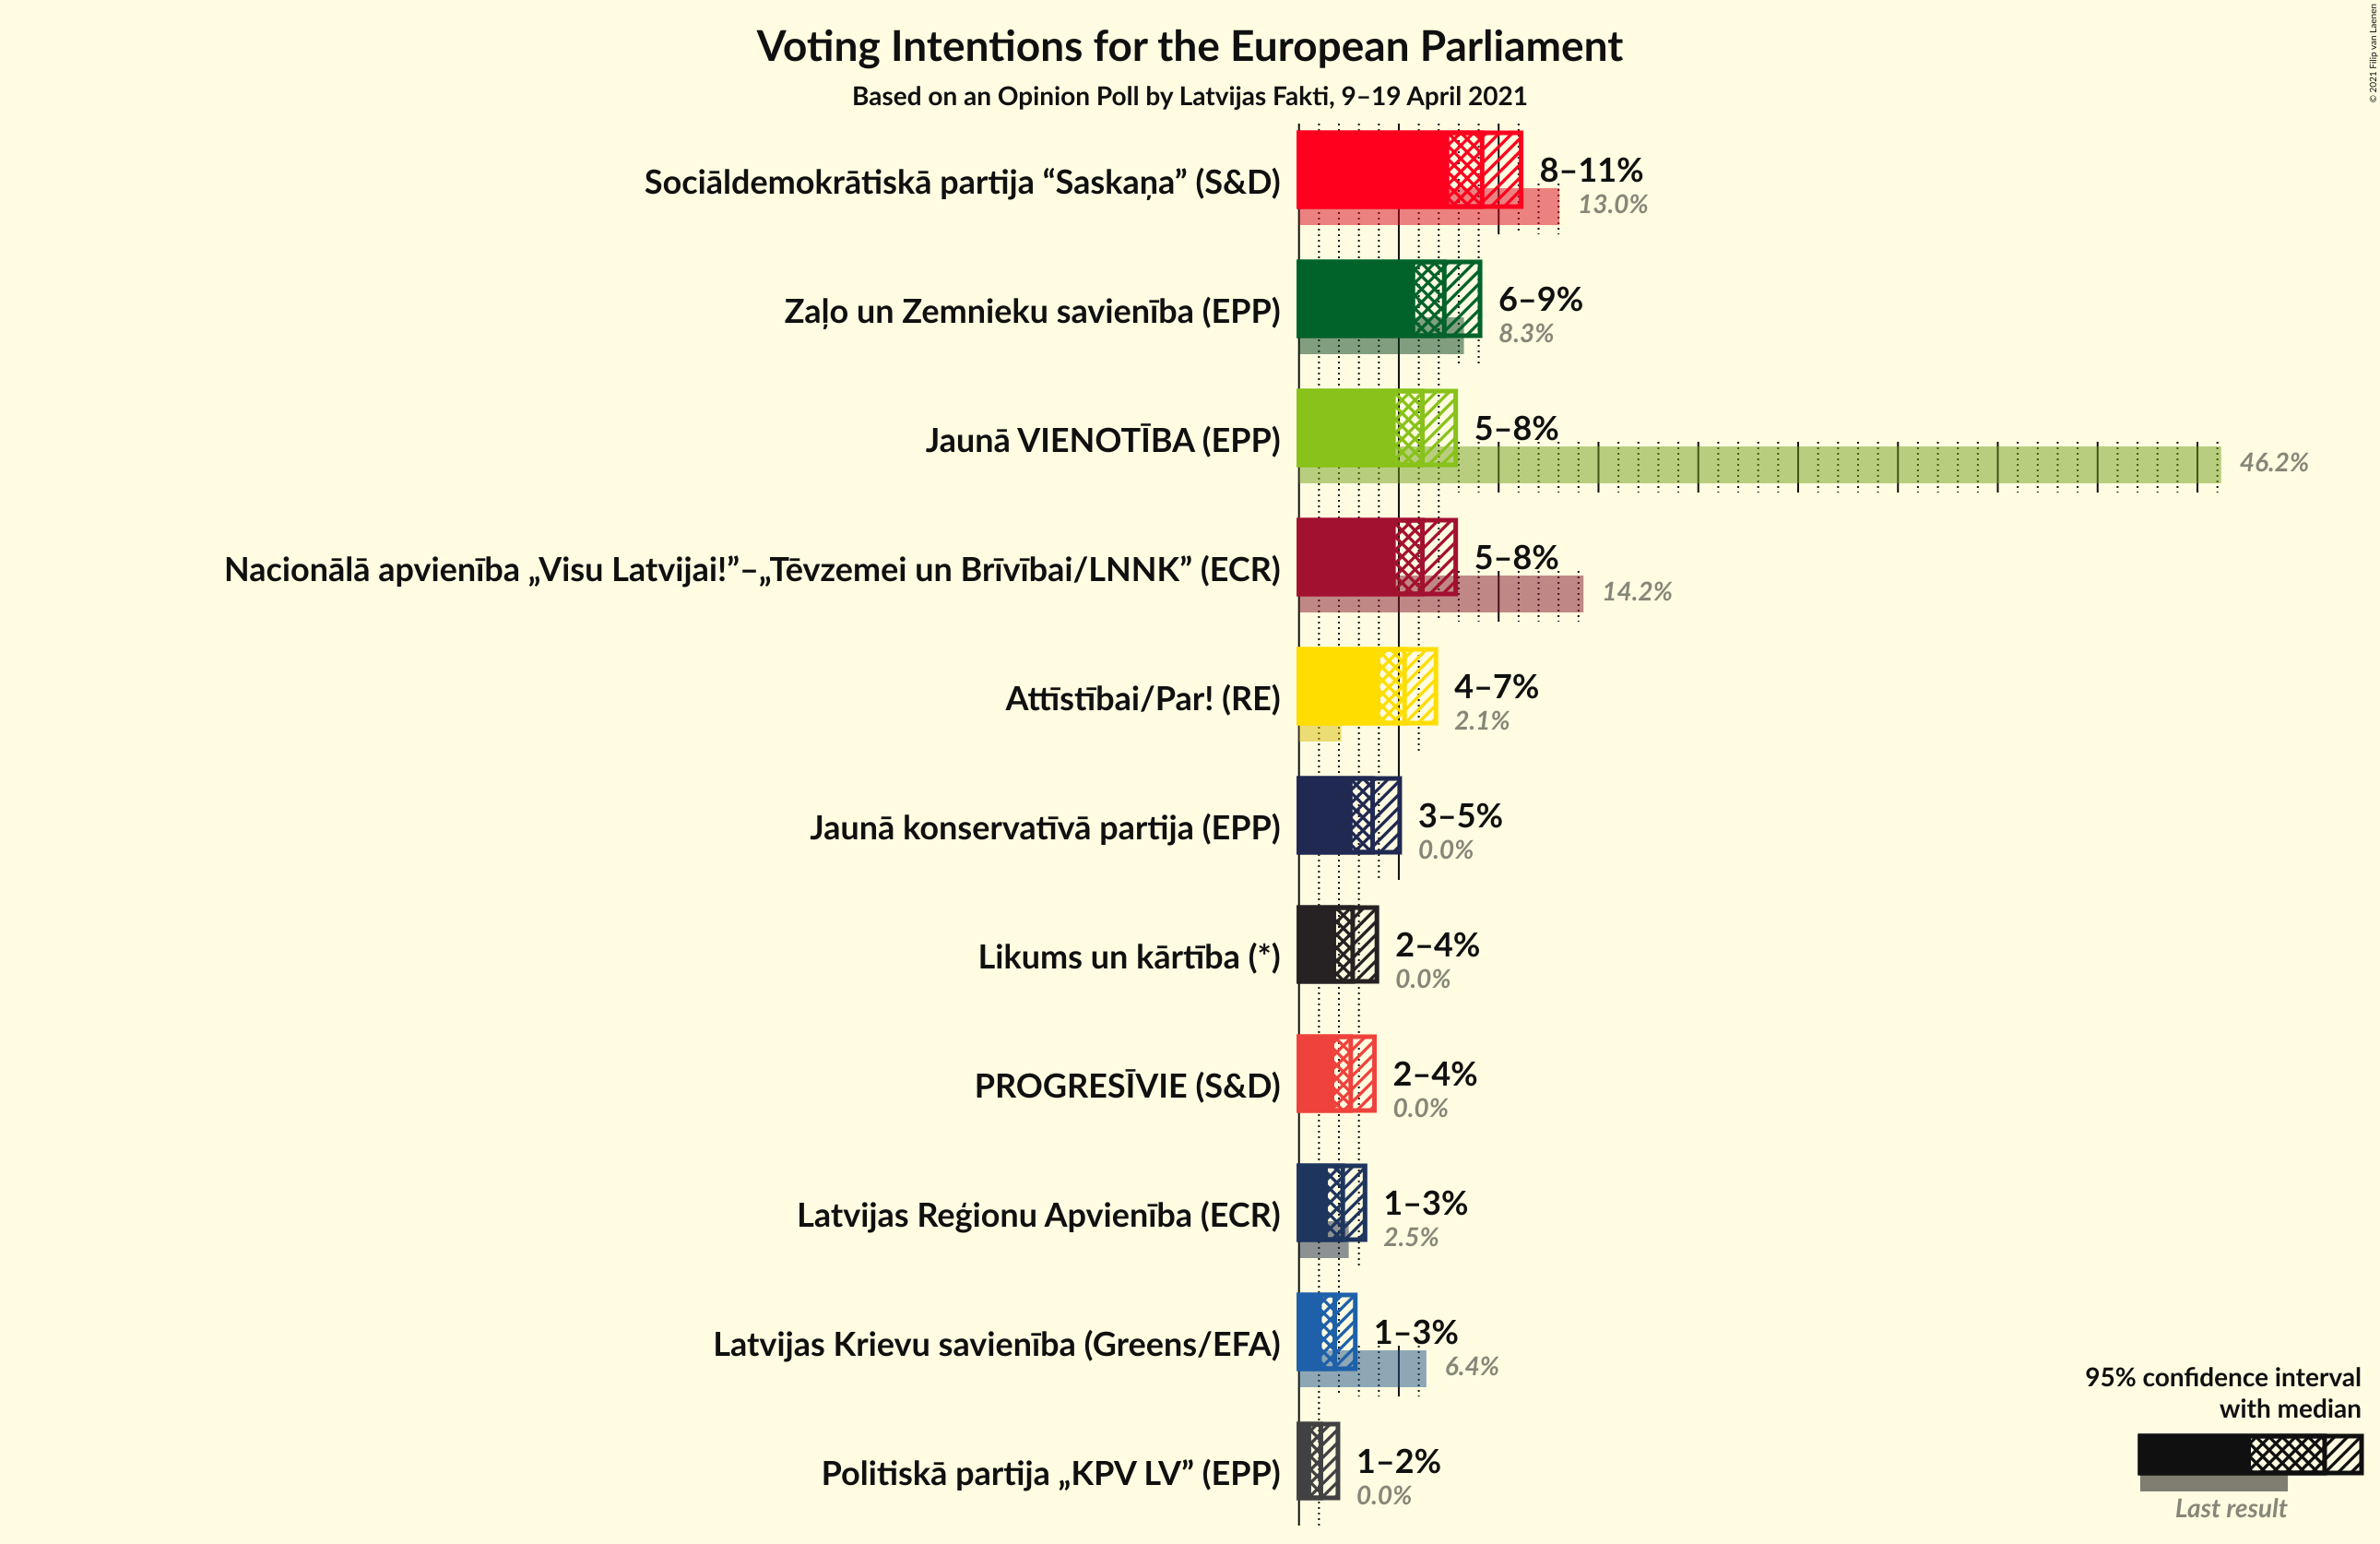 Voting Intentions for the European Parliament
Based on an Opinion Poll by Latvijas Fakti, 9–19 April 2021
© 2021 Filip van Laenen
Sociāldemokrātiskā partija “Saskaņa” (S&D)
8–11%
13.0%
Zaļo un Zemnieku savienība (EPP)
6–9%
8.3%
Jaunā VIENOTĪBA (EPP)
5–8%
46.2%
Nacionālā apvienība „Visu Latvijai!”–„Tēvzemei un Brīvībai/LNNK” (ECR)
5–8%
14.2%
Attīstībai/Par! (RE)
4–7%
2.1%
Jaunā konservatīvā partija (EPP)
3–5%
0.0%
Likums un kārtība (*)
2–4%
0.0%
PROGRESĪVIE (S&D)
2–4%
0.0%
Latvijas Reģionu Apvienība (ECR)
1–3%
2.5%
Latvijas Krievu savienība (Greens/EFA)
1–3%
6.4%
Politiskā partija „KPV LV” (EPP)
1–2%
0.0%
95% confidence interval
with median
Last result